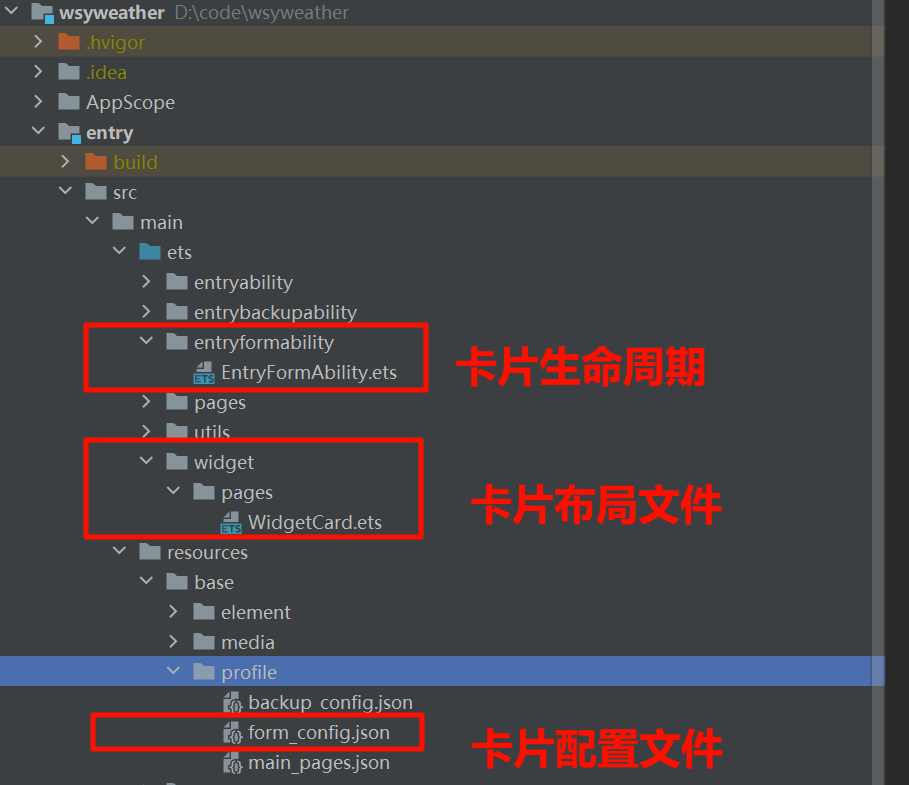 wsyweather D:\code\wsyweather
.hvigor
.idea
AppScope
entry
build
src
main
ets
entryability
entrybackupability
entryformability
ETS EntryFormAbility.ets
卡片生命周期
pages
utils
widget
pages
ETS WidgetCard.ets
卡片布局文件
resources
base
element
media
profile
backup_config.json
form_config.json
卡片配置文件
main_pages.json